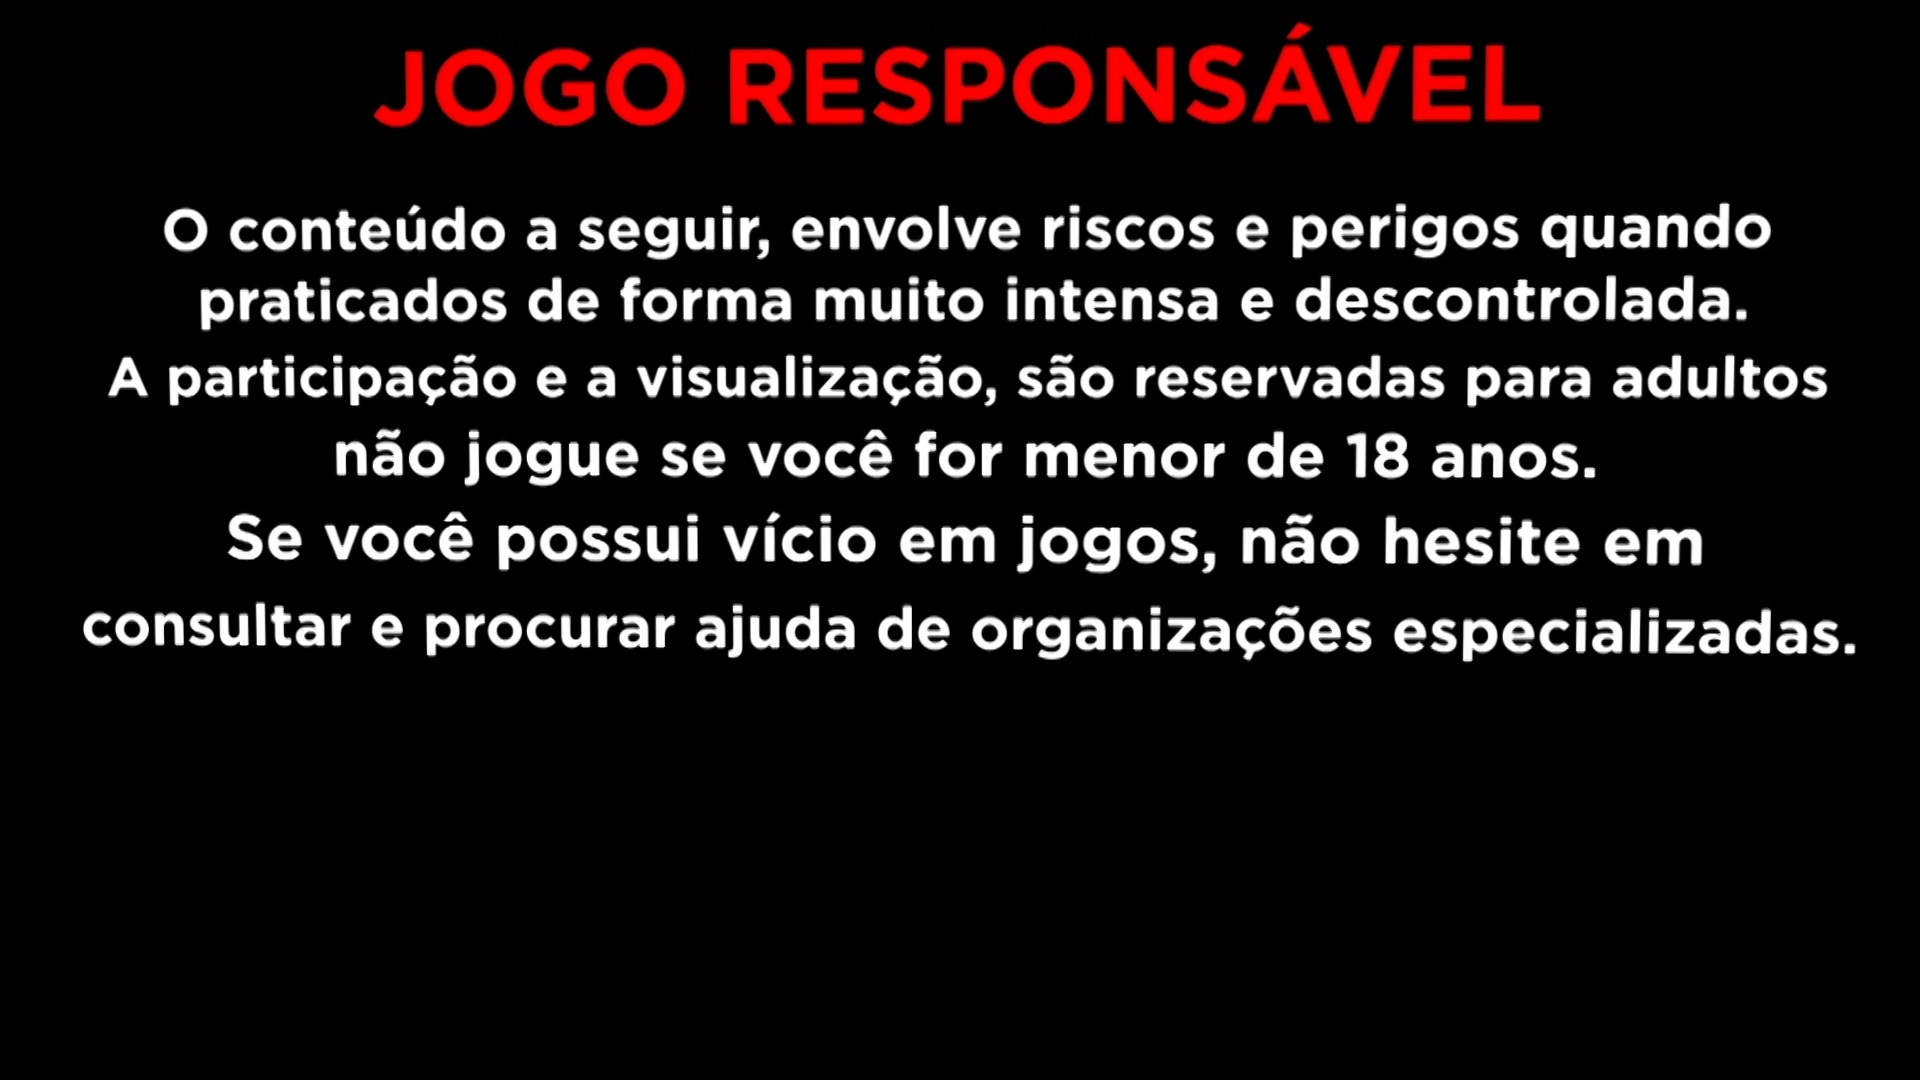 JOGO RESPONSÁVEL
O conteúdo a seguir, envolve riscos e perigos quando
praticados de forma muito intensa e descontrolada.
A participação e a visualização, são reservadas para adultos
não jogue se você for menor de 18 anos.
Se você possui vício em jogos, não hesite em
consultar e procurar ajuda de organizações especializadas.